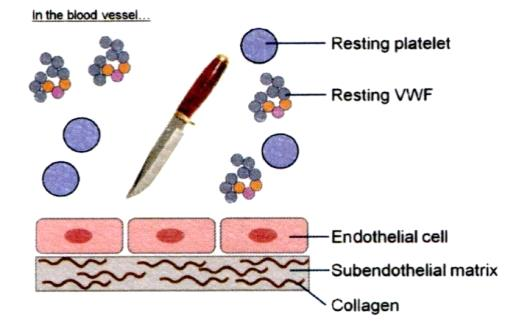 In the blood vessel...
Resting platelet
Resting VWF
Endothelial cell
Subendothelial matrix
Collagen